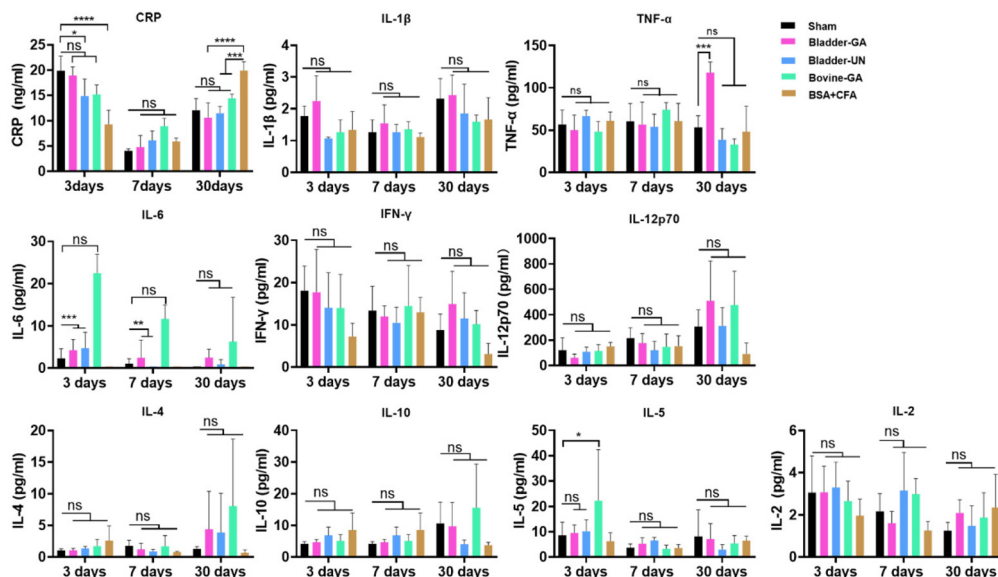 CRP
CRP (ng/ml)
25
20
15
10
5
0
****
*
ns
****
***
ns
ns
3days 7days 30days
IL-1β
IL-1β (pg/ml)
4
3
2
1
0
ns
ns
ns
3 days 7 days 30 days
TNF-α
TNF-α (pg/ml)
150
100
50
0
ns
ns
ns
***
3 days 7 days 30 days
Sham
Bladder-GA
Bladder-UN
Bovine-GA
BSA+CFA
IL-6
IL-6 (pg/ml)
30
20
10
0
ns
***
ns
**
ns
3 days 7 days 30 days
IFN-γ
IFN-γ (pg/ml)
30
20
10
0
ns
ns
ns
3 days 7 days 30 days
IL-12p70
IL-12p70 (pg/ml)
1000
800
600
400
200
0
ns
ns
ns
3 days 7 days 30 days
IL-4
IL-4 (pg/ml)
20
15
10
5
0
ns
ns
ns
3 days 7 days 30 days
IL-10
IL-10 (pg/ml)
40
30
20
10
0
ns
ns
ns
3 days 7 days 30 days
IL-5
IL-5 (pg/ml)
50
40
30
20
10
0
*
ns
ns
ns
3 days 7 days 30 days
IL-2
IL-2 (pg/ml)
6
4
2
0
ns
ns
ns
3 days 7 days 30 days